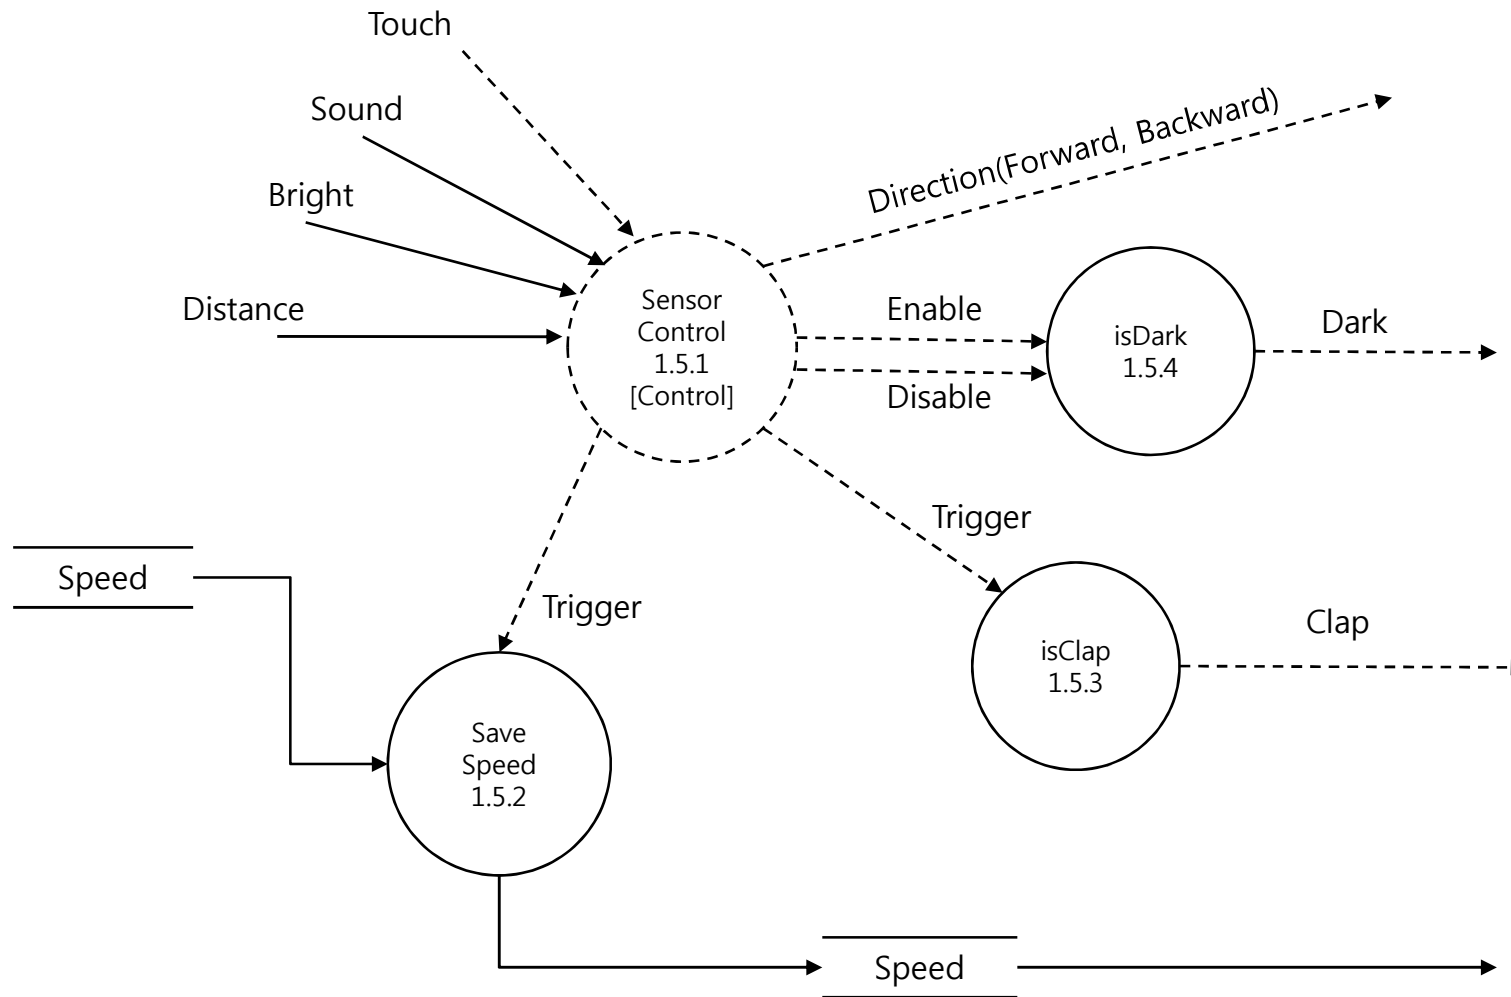 Touch
Sound
Bright
Distance
Direction(Forward, Backward)
Sensor
Control
1.5.1
[Control]
Enable
Disable
isDark
1.5.4
Dark
Trigger
Trigger
Speed
isClap
1.5.3
Clap
Save
Speed
1.5.2
Speed